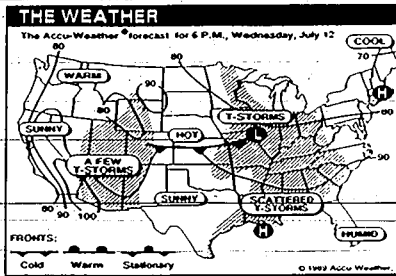 THE WEATHER
The Accu-Weather® forecast for 6 P.M., Wednesday, July 12
COOL
80
70
WARM
90
80
H
80
T-STORMS
80
SUNNY
HOT
L
A FEW
T-STORMS
90
SUNNY
SCATTERED
T-STORMS
80
90
100
H
HUMID
FRONTS:
Cold
Warm
Stationary
© 1989 Accu-Weather